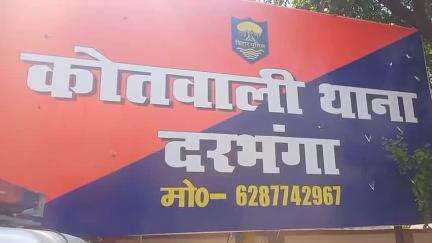 बिहार पुलिस
कोतवाली थाना
दरभंगा
मो०- 6287742967